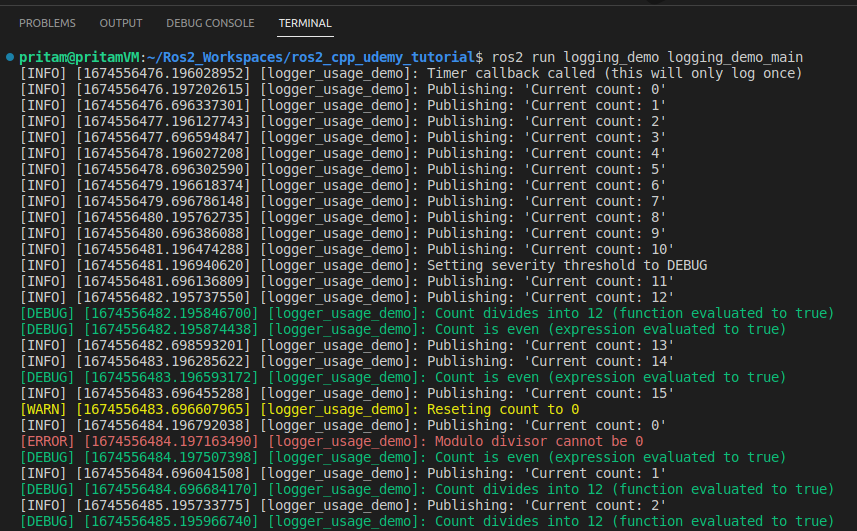 PROBLEMS OUTPUT DEBUG CONSOLE TERMINAL
pritam@pritamVM:~/Ros2_Workspaces/ros2_cpp_udemy_tutorial$ ros2 run logging_demo logging_demo_main
[INFO] [1674556476.196028952] [logger_usage_demo]: Timer callback called (this will only log once)
[INFO] [1674556476.197202615] [logger_usage_demo]: Publishing: 'Current count: 0'
[INFO] [1674556476.696337301] [logger_usage_demo]: Publishing: 'Current count: 1'
[INFO] [1674556477.196127743] [logger_usage_demo]: Publishing: 'Current count: 2'
[INFO] [1674556477.696594847] [logger_usage_demo]: Publishing: 'Current count: 3'
[INFO] [1674556478.196027208] [logger_usage_demo]: Publishing: 'Current count: 4'
[INFO] [1674556478.696302590] [logger_usage_demo]: Publishing: 'Current count: 5'
[INFO] [1674556479.196618374] [logger_usage_demo]: Publishing: 'Current count: 6'
[INFO] [1674556479.696786148] [logger_usage_demo]: Publishing: 'Current count: 7'
[INFO] [1674556480.195762735] [logger_usage_demo]: Publishing: 'Current count: 8'
[INFO] [1674556480.696386088] [logger_usage_demo]: Publishing: 'Current count: 9'
[INFO] [1674556481.196474288] [logger_usage_demo]: Publishing: 'Current count: 10'
[INFO] [1674556481.196940620] [logger_usage_demo]: Setting severity threshold to DEBUG
[INFO] [1674556481.696136809] [logger_usage_demo]: Publishing: 'Current count: 11'
[INFO] [1674556482.195737550] [logger_usage_demo]: Publishing: 'Current count: 12'
[DEBUG] [1674556482.195846700] [logger_usage_demo]: Count divides into 12 (function evaluated to true)
[DEBUG] [1674556482.195874438] [logger_usage_demo]: Count is even (expression evaluated to true)
[INFO] [1674556482.698593201] [logger_usage_demo]: Publishing: 'Current count: 13'
[INFO] [1674556483.196285622] [logger_usage_demo]: Publishing: 'Current count: 14'
[DEBUG] [1674556483.196593172] [logger_usage_demo]: Count is even (expression evaluated to true)
[INFO] [1674556483.696455288] [logger_usage_demo]: Publishing: 'Current count: 15'
[WARN] [1674556483.696607965] [logger_usage_demo]: Reseting count to 0
[INFO] [1674556484.196792038] [logger_usage_demo]: Publishing: 'Current count: 0'
[ERROR] [1674556484.197163490] [logger_usage_demo]: Modulo divisor cannot be 0
[DEBUG] [1674556484.197507398] [logger_usage_demo]: Count is even (expression evaluated to true)
[INFO] [1674556484.696041508] [logger_usage_demo]: Publishing: 'Current count: 1'
[DEBUG] [1674556484.696684170] [logger_usage_demo]: Count divides into 12 (function evaluated to true)
[INFO] [1674556485.195733775] [logger_usage_demo]: Publishing: 'Current count: 2'
[DEBUG] [1674556485.195966740] [logger_usage_demo]: Count divides into 12 (function evaluated to true)